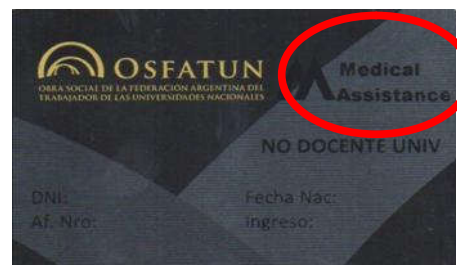 OSFATUN
OBRA SOCIAL DE LA FEDERACIÓN ARGENTINA DEL
TRABAJADOR DE LAS UNIVERSIDADES NACIONALES
Medical
Assistance
NO DOCENTE UNIV
DNI:
Fecha Nac:
Af. Nro:
Ingreso: